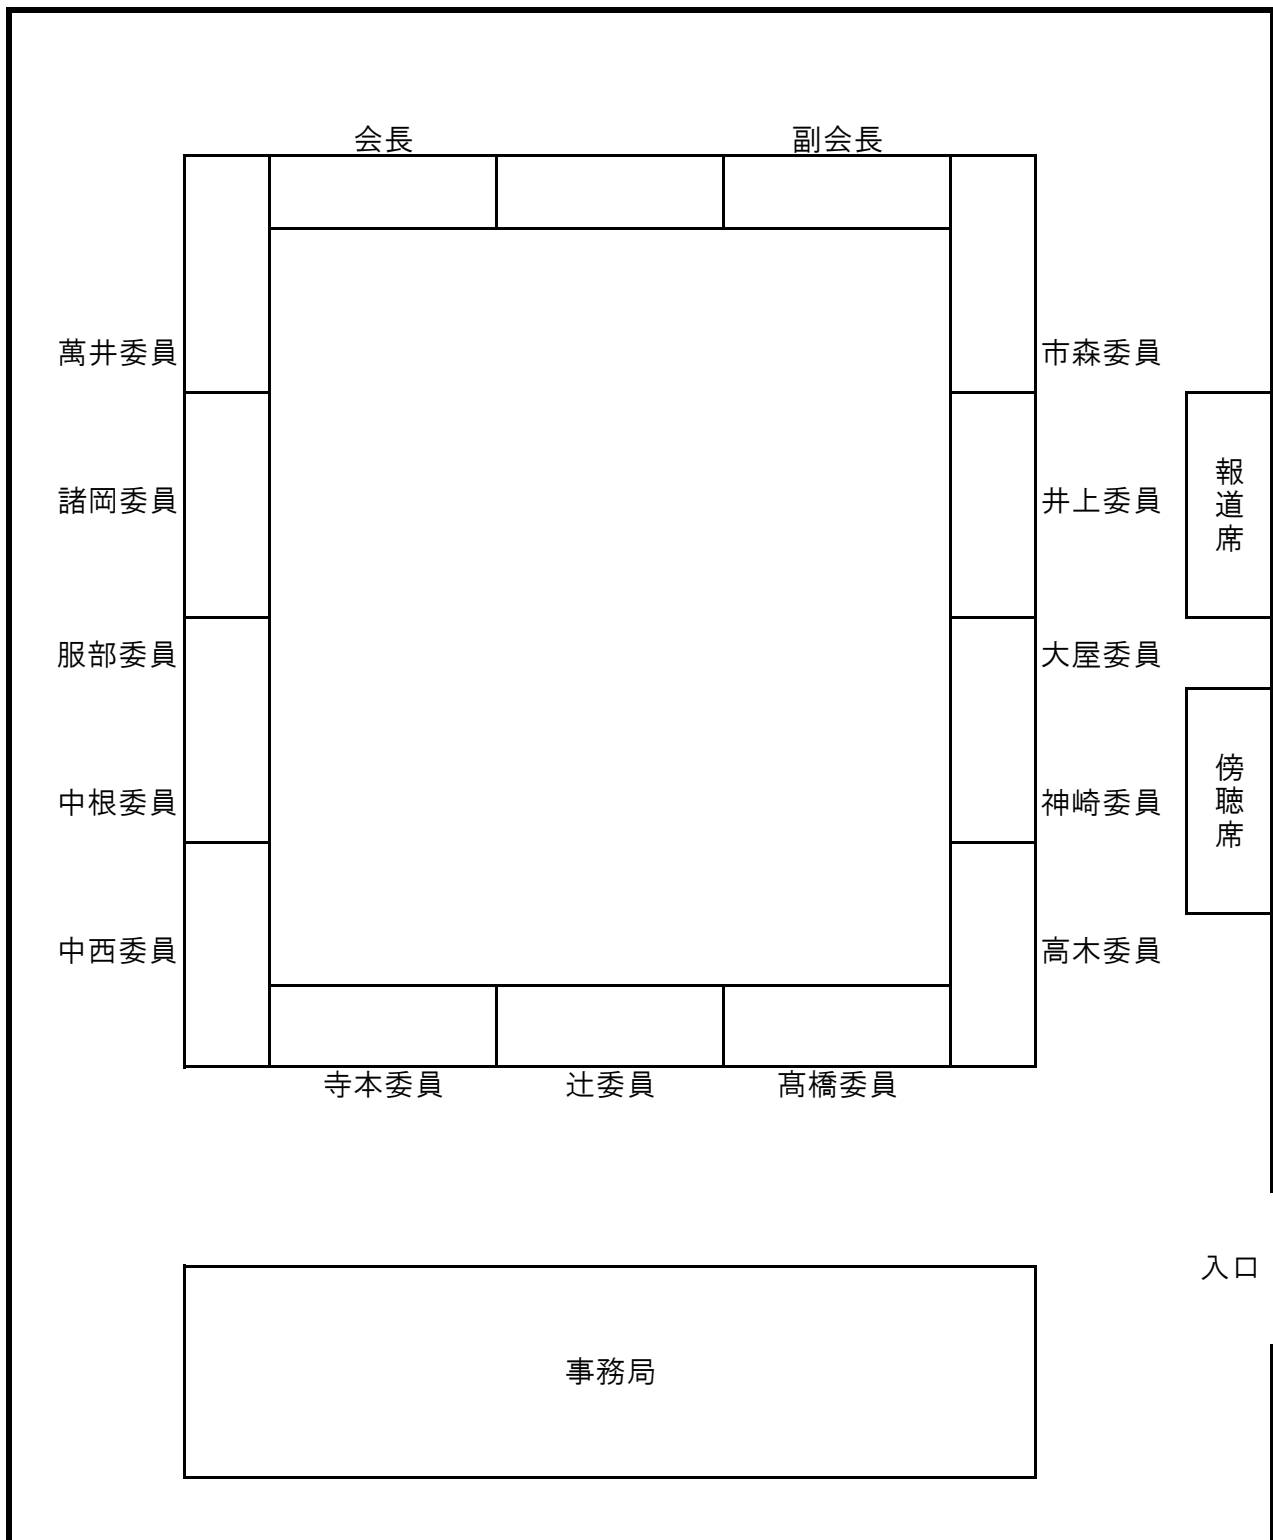 会長
副会長
萬井委員
市森委員
諸岡委員
井上委員
報道席
服部委員
大屋委員
中根委員
神崎委員
傍聴席
中西委員
高木委員
寺本委員
辻委員
髙橋委員
入口
事務局